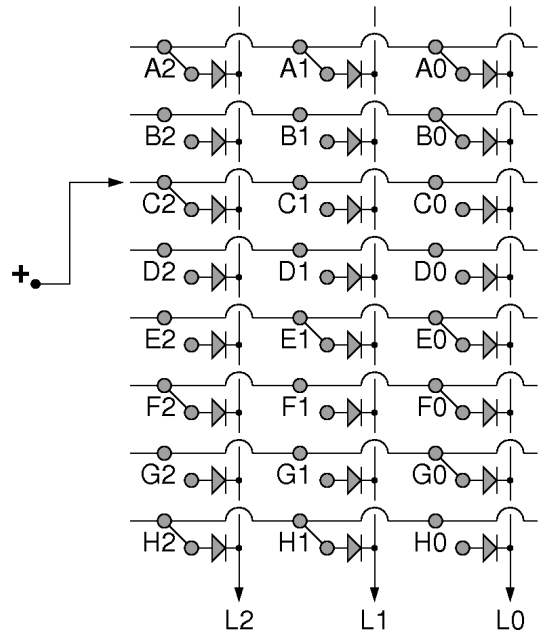 A2 A1 A0
B2 B1 B0
C2 C1 C0
+
D2 D1 D0
E2 E1 E0
F2 F1 F0
G2 G1 G0
H2 H1 H0
L2 L1 L0